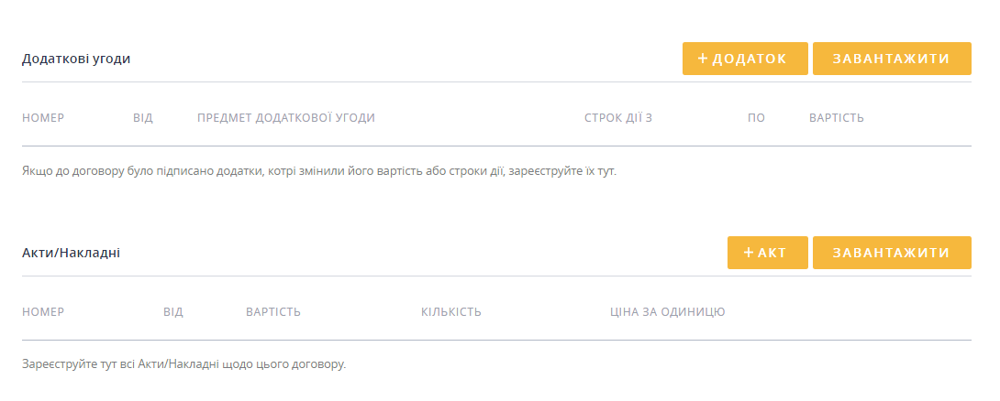 Додаткові угоди
+ ДОДАТОК
ЗАВАНТАЖИТИ
НОМЕР ВІД ПРЕДМЕТ ДОДАТКОВОЇ УГОДИ СТРОК ДІЇ З ПО ВАРТІСТЬ
Якщо до договору було підписано додатки, котрі змінили його вартість або строки дії, зареєструйте їх тут.
Акти/Накладні
+ АКТ
ЗАВАНТАЖИТИ
НОМЕР ВІД ВАРТІСТЬ КІЛЬКІСТЬ ЦІНА ЗА ОДИНИЦЮ
Зареєструйте тут всі Акти/Накладні щодо цього договору.